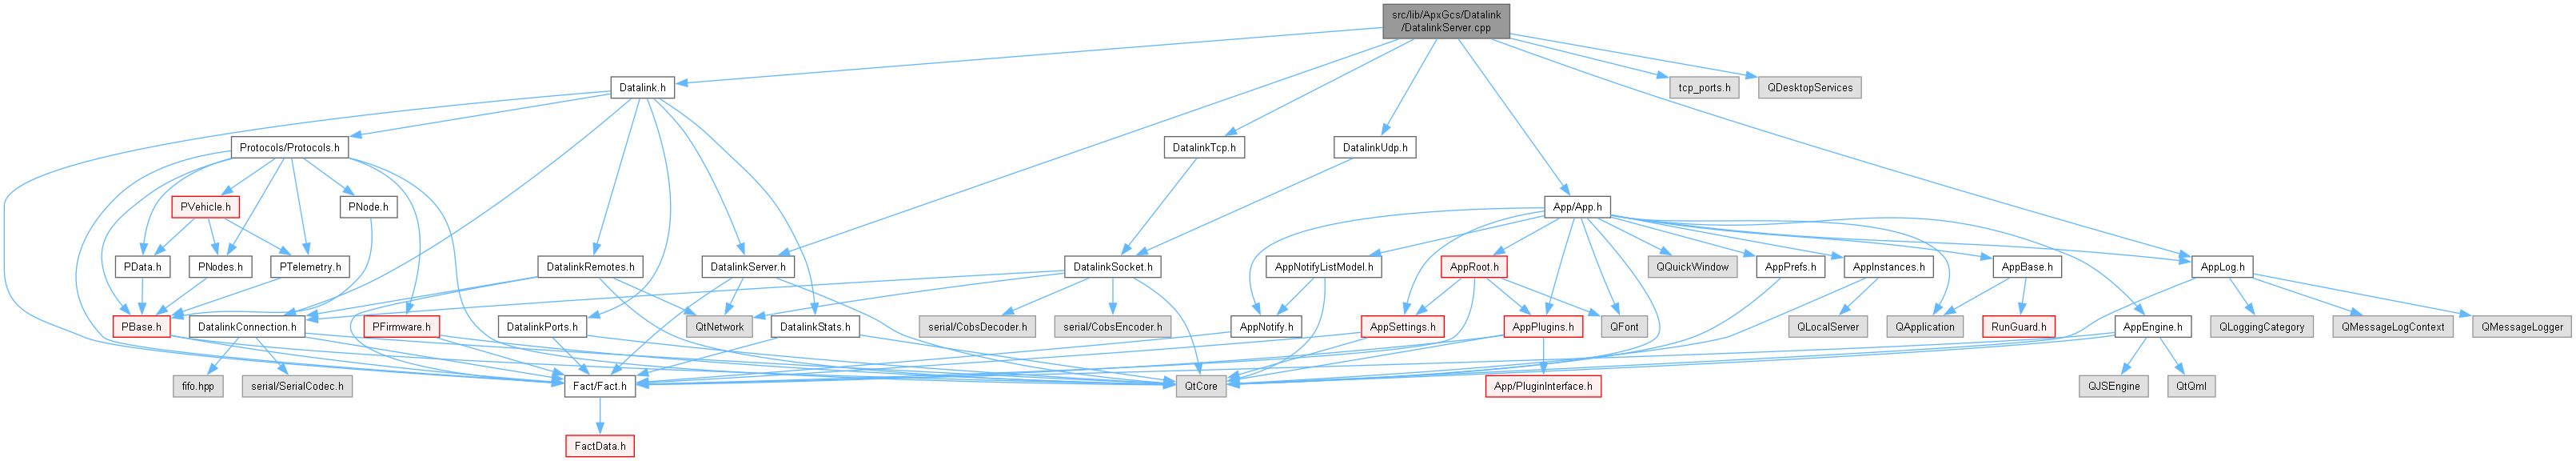 src/lib/ApxGcs/Datalink
/DatalinkServer.cpp
Datalink.h
tcp_ports.h
QDesktopServices
Protocols/Protocols.h
DatalinkTcp.h
DatalinkUdp.h
PVehicle.h
PNode.h
App/App.h
PData.h
PNodes.h
PTelemetry.h
DatalinkRemotes.h
DatalinkServer.h
DatalinkSocket.h
AppNotifyListModel.h
AppRoot.h
QQuickWindow
AppPrefs.h
AppInstances.h
AppBase.h
AppLog.h
PBase.h
DatalinkConnection.h
PFirmware.h
DatalinkPorts.h
QtNetwork
DatalinkStats.h
serial/CobsDecoder.h
serial/CobsEncoder.h
AppNotify.h
AppSettings.h
AppPlugins.h
QFont
QLocalServer
QApplication
RunGuard.h
AppEngine.h
QLoggingCategory
QMessageLogContext
QMessageLogger
fifo.hpp
serial/SerialCodec.h
Fact/Fact.h
QtCore
App/PluginInterface.h
QJSEngine
QtQml
FactData.h